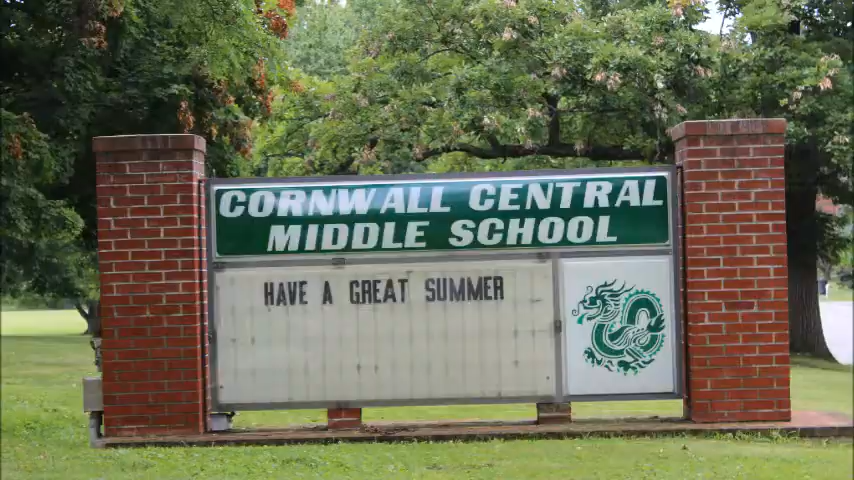 CORNWALL CENTRAL
MIDDLE SCHOOL
HAVE A GREAT SUMMER